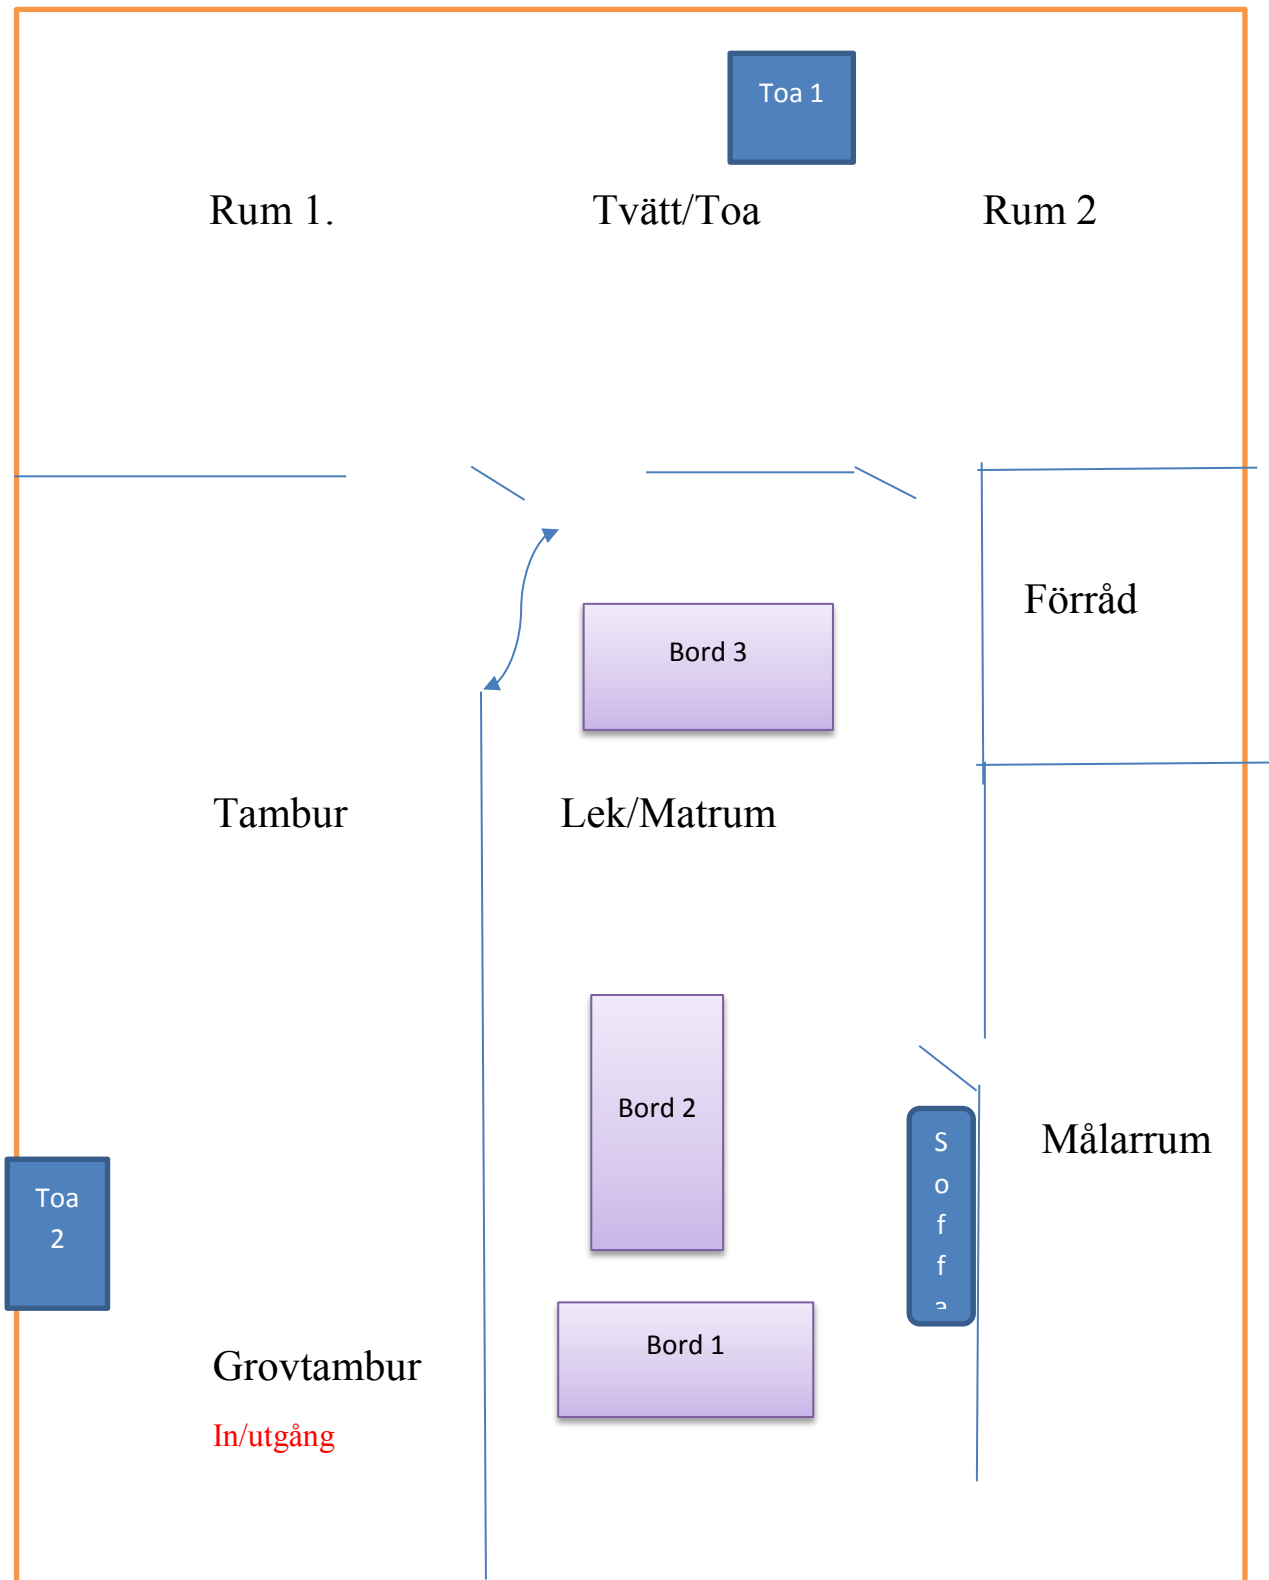 Toa 1
Rum 1.
Tvätt/Toa
Rum 2
Förråd
Bord 3
Tambur
Lek/Matrum
Bord 2
Målarrum
S
o
f
f
a
Toa
2
Bord 1
Grovtambur
In/utgång